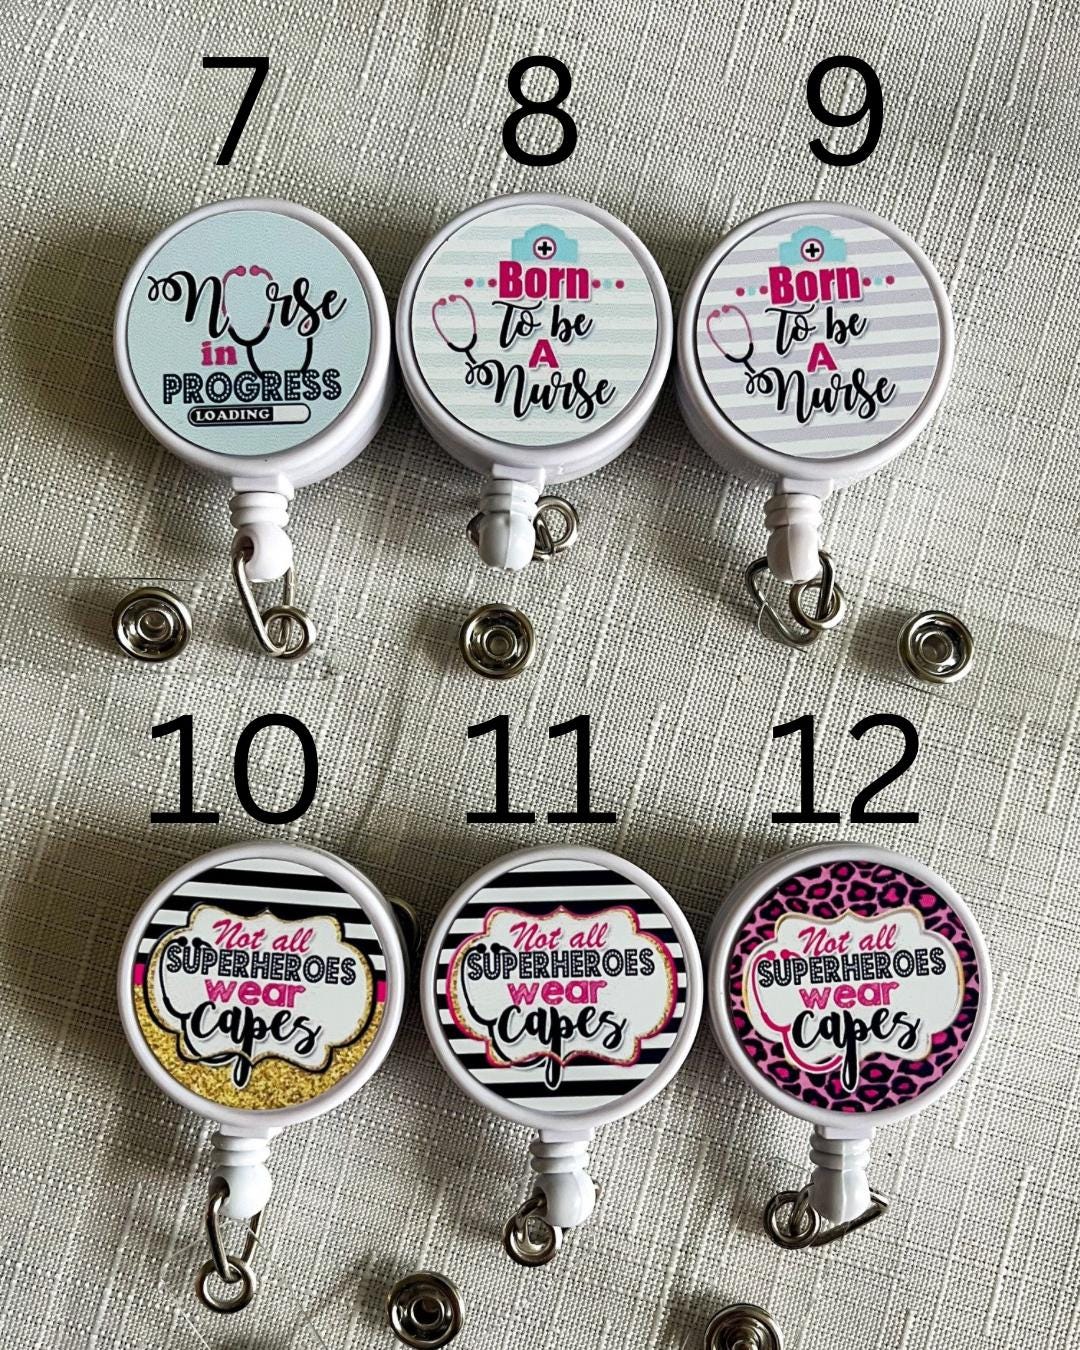 7 8 9
Nurse
in
PROGRESS
LOADING
Born
To be
A
Nurse
Born
To be
A
Nurse
10 11 12
Not all
SUPERHEROES
wear
Capes
Not all
SUPERHEROES
wear
Capes
Not all
SUPERHEROES
wear
Capes